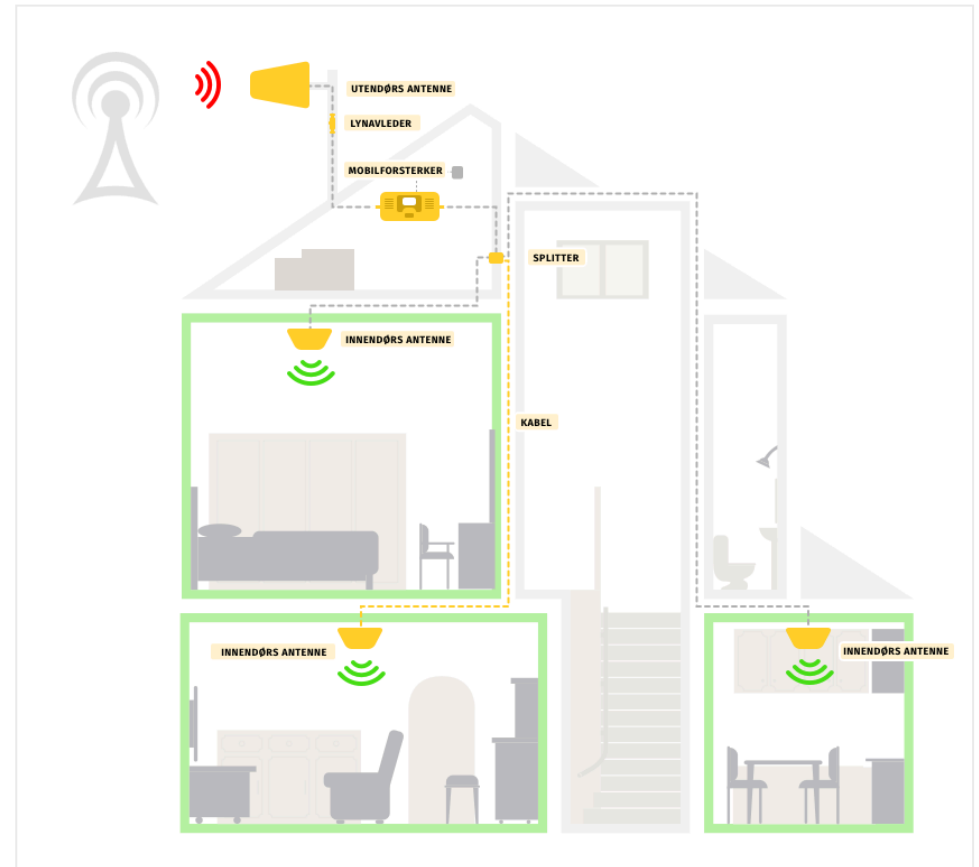 UTENDØRS ANTENNE
LYNAVLEDER
MOBILFORSTERKER
SPLITTER
INNENDØRS ANTENNE
KABEL
INNENDØRS ANTENNE
INNENDØRS ANTENNE